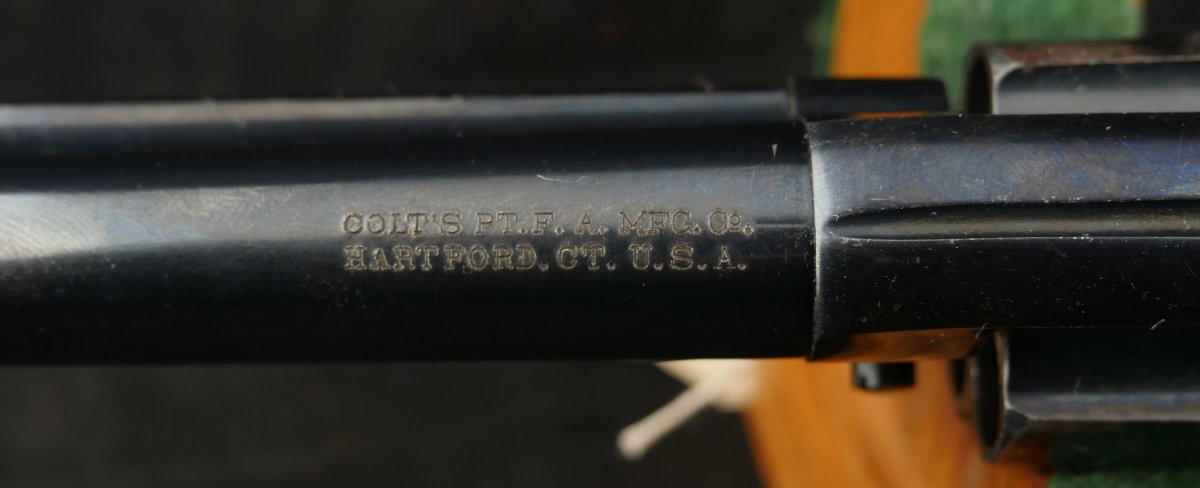 COLT'S PT. F. A. MFG. Co.
HARTFORD. CT. U. S. A.